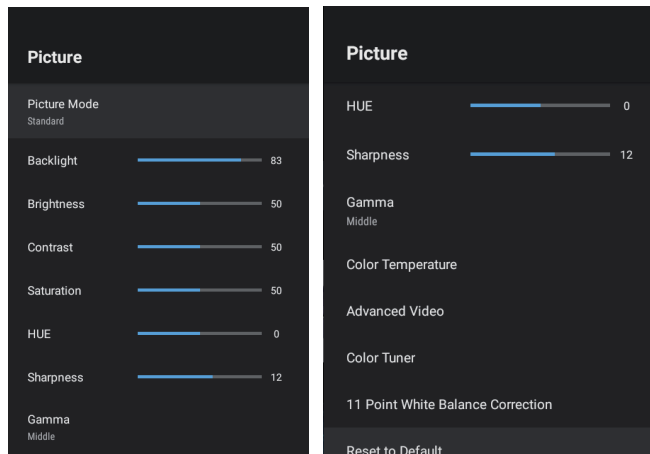 Picture
Picture Mode
Standard
Backlight 83
Brightness 50
Contrast 50
Saturation 50
HUE 0
Sharpness 12
Gamma
Middle
Picture
HUE 0
Sharpness 12
Gamma
Middle
Color Temperature
Advanced Video
Color Tuner
11 Point White Balance Correction
Reset to Default